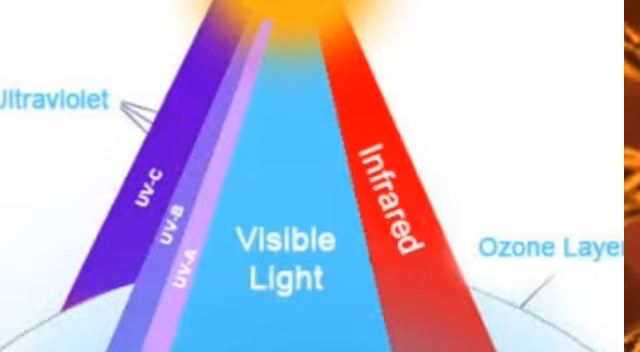 Ultraviolet
UV-C
UV-B
UV-A
Visible
Light
Infrared
Ozone Layer